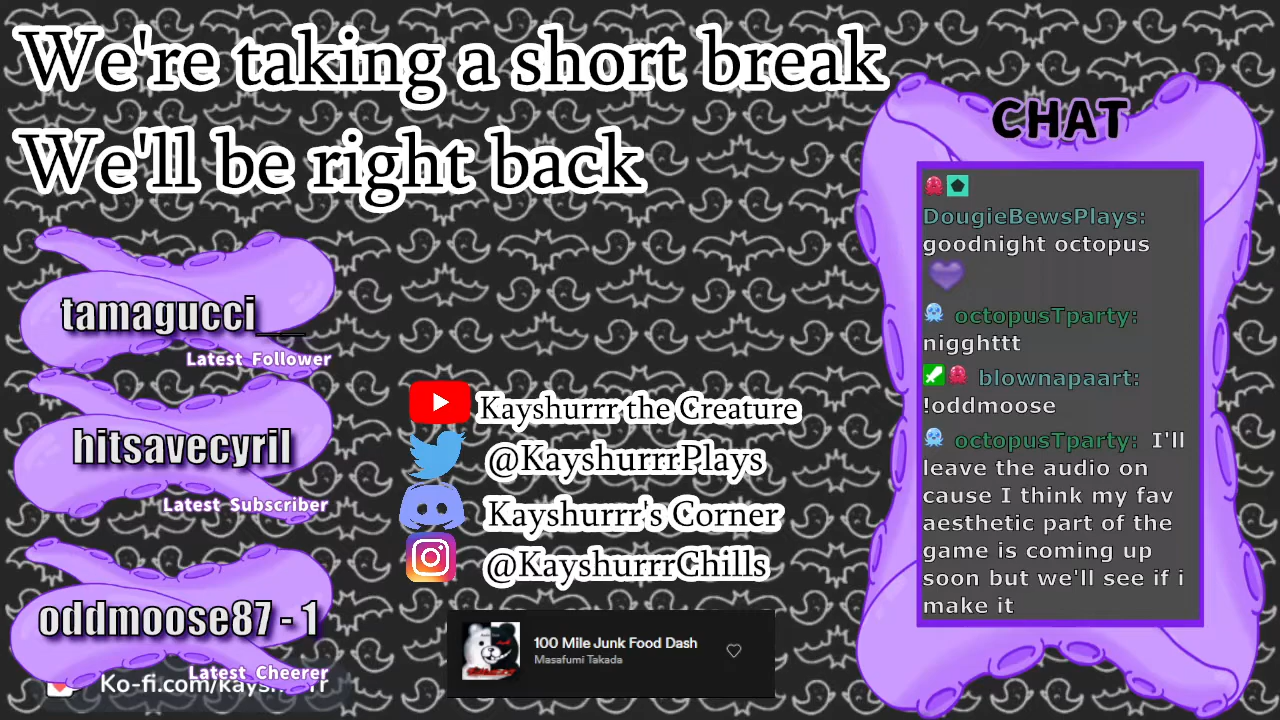 We're taking a short break
We'll be right back
tamagucci__
Latest Follower
hitsavecyril
Latest Subscriber
oddmoose87 - 1
Latest Cheerer
Kayshurrr the Creature
@KayshurrrPlays
Kayshurrr's Corner
@KayshurrrChills
100 Mile Junk Food Dash
Masafumi Takada
CHAT
DougieBewsPlays:
goodnight octopus
octopusTparty:
nigghttt
blownapaart:
!oddmoose
octopusTparty: I'll
leave the audio on
cause I think my fav
aesthetic part of the
game is coming up
soon but we'll see if i
make it